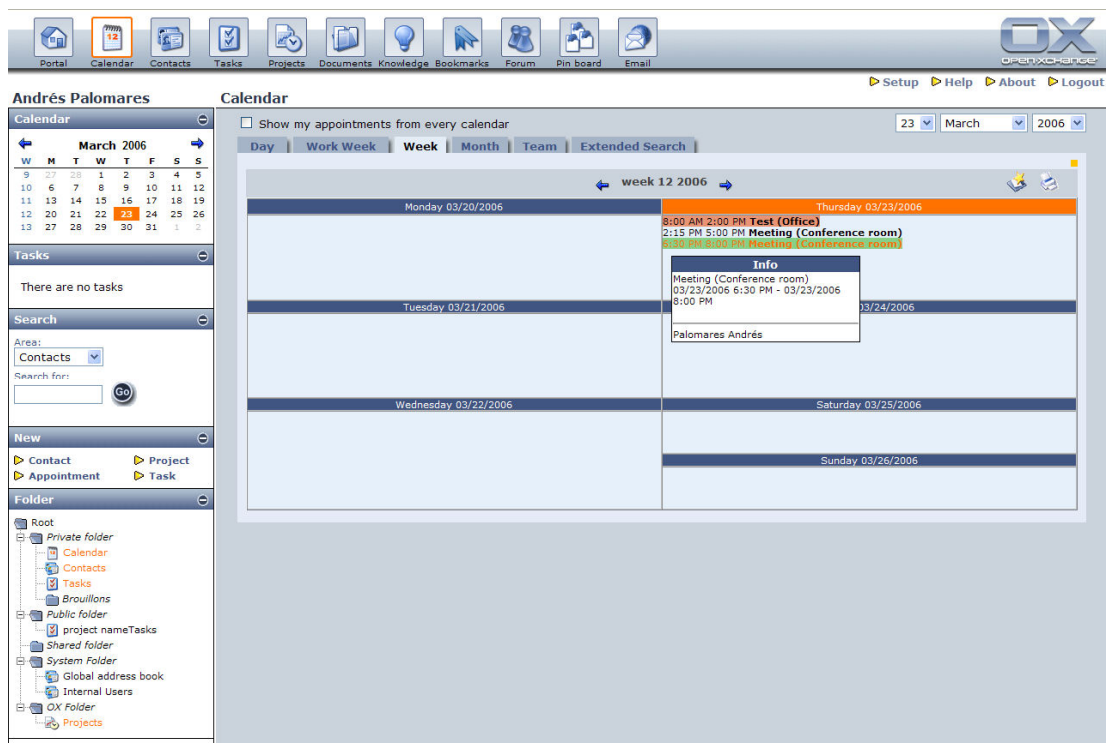 12
Portal Calendar Contacts Tasks Projects Documents Knowledge Bookmarks Forum Pin board Email
OX
OPEN-XCHANGE
Setup Help About Logout
Andrés Palomares
Calendar
March 2006
W M T W T F S S
9 27 28 1 2 3 4 5
10 6 7 8 9 10 11 12
11 13 14 15 16 17 18 19
12 20 21 22 23 24 25 26
13 27 28 29 30 31 1 2
Tasks
There are no tasks
Search
Area:
Contacts
Search for:
Go
New
Contact Project
Appointment Task
Folder
Root
Private folder
Calendar
Contacts
Tasks
Brouillons
Public folder
project nameTasks
Shared folder
System Folder
Global address book
Internal Users
OX Folder
Projects
Calendar
Show my appointments from every calendar
23 March 2006
Day Work Week Week Month Team Extended Search
week 12 2006
Monday 03/20/2006
Thursday 03/23/2006
8:00 AM 2:00 PM Test (Office)
2:15 PM 5:00 PM Meeting (Conference room)
6:30 PM 8:00 PM Meeting (Conference room)
Info
Meeting (Conference room)
03/23/2006 6:30 PM - 03/23/2006
8:00 PM
Palomares Andrés
Tuesday 03/21/2006
03/24/2006
Wednesday 03/22/2006
Saturday 03/25/2006
Sunday 03/26/2006